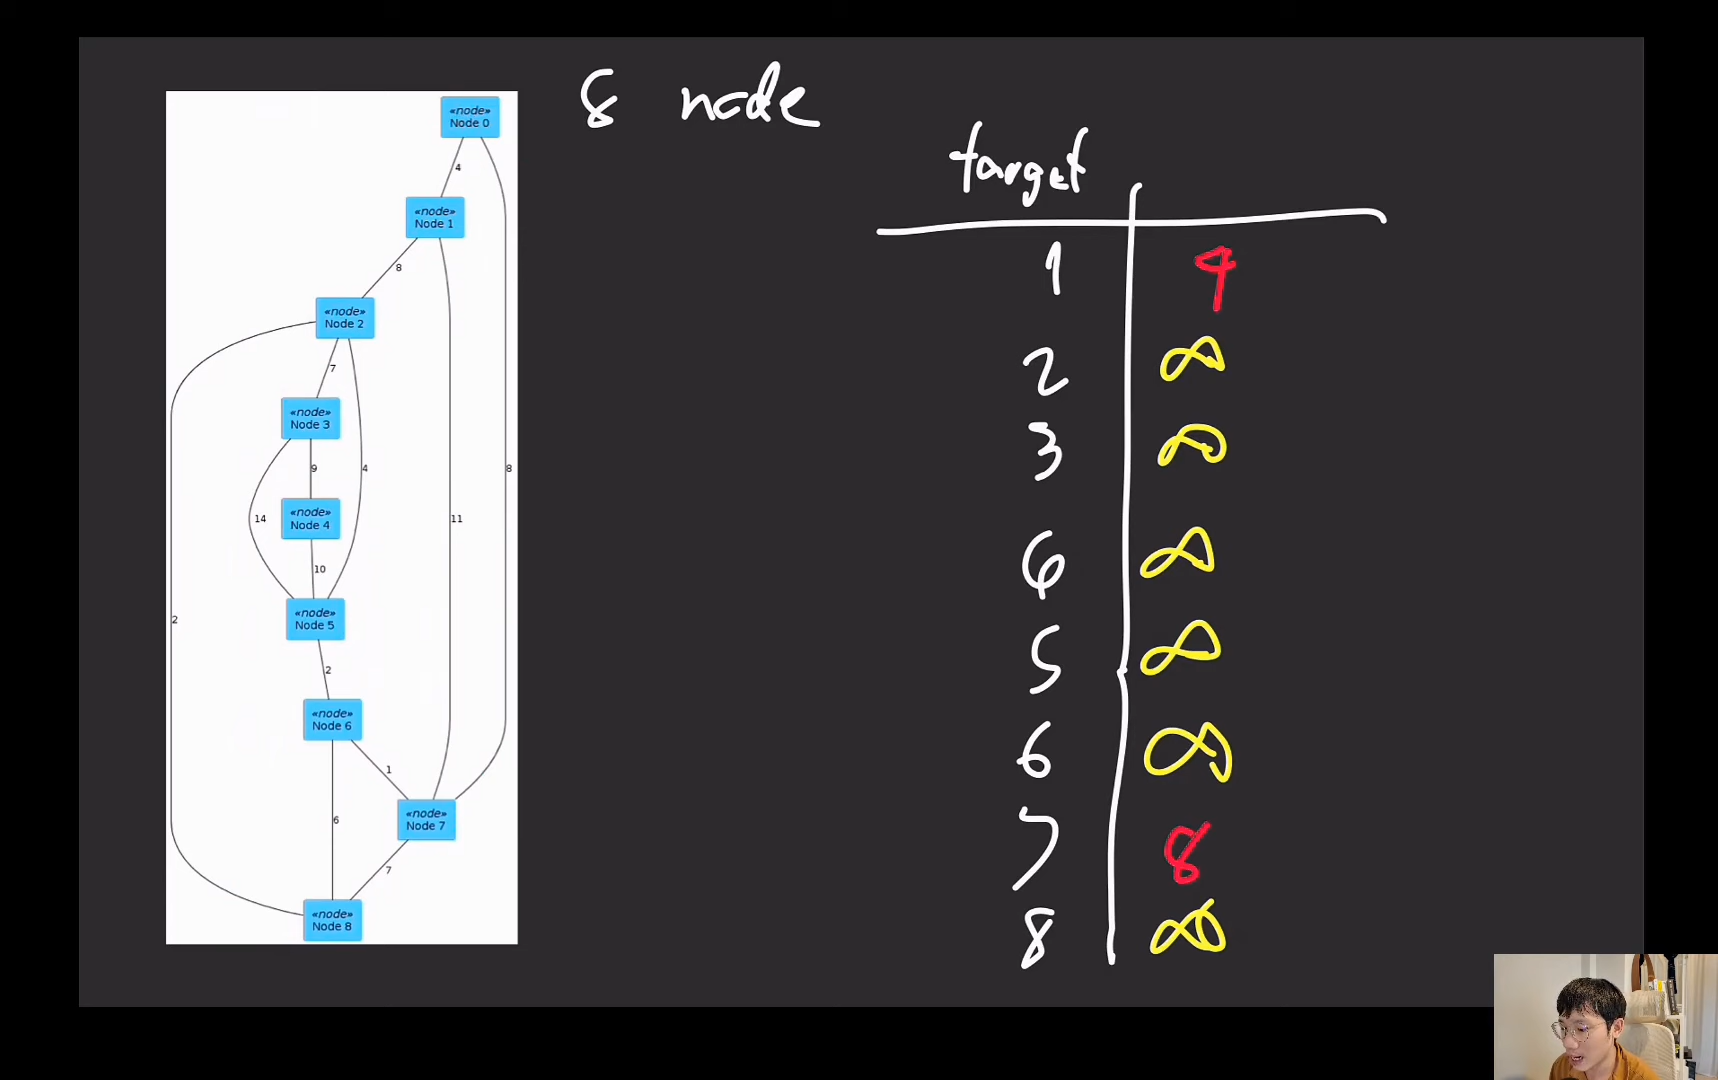 «node»
Node 0
4
«node»
Node 1
8
«node»
Node 2
7
«node»
Node 3
9
4
8
14
«node»
Node 4
11
10
«node»
Node 5
2
2
«node»
Node 6
1
6
«node»
Node 7
7
«node»
Node 8
8 node
target
1 4
2 ∞
3 ∞
6 ∞
5 ∞
6 ∞
7 8
8 ∞